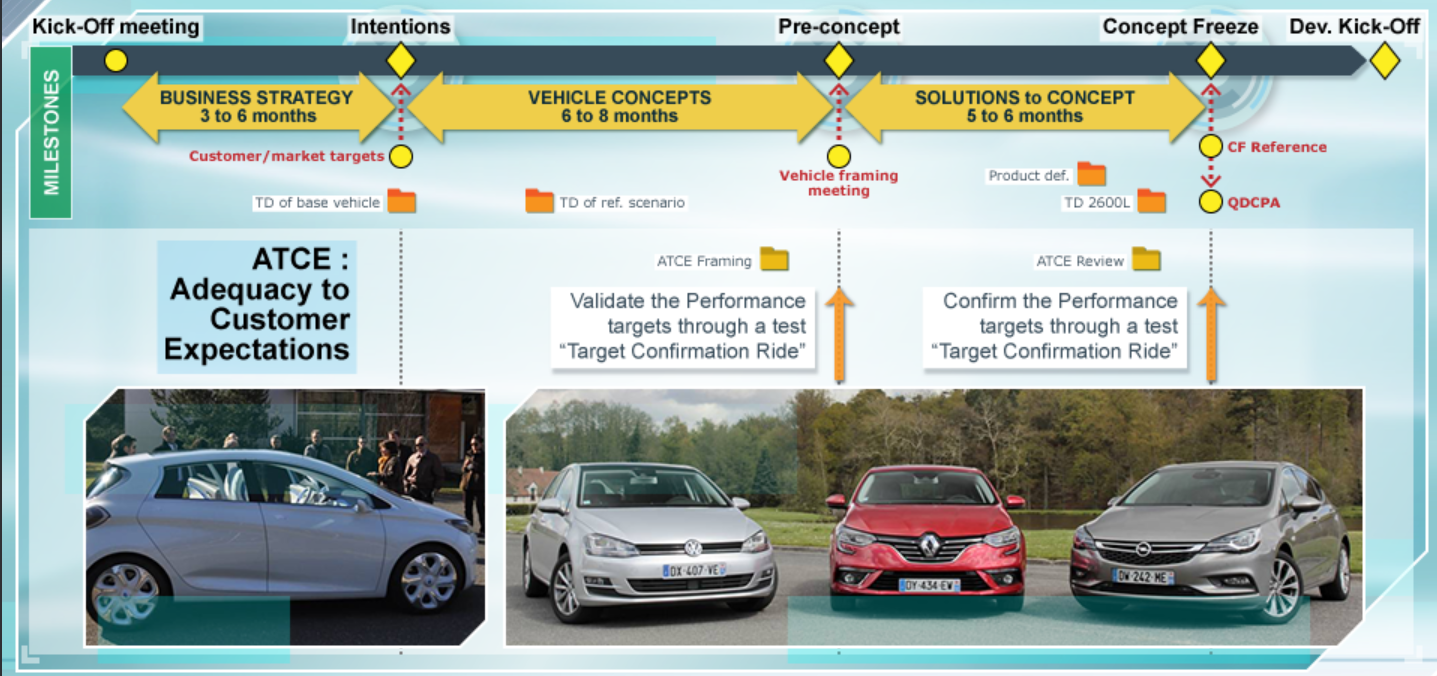 Kick-Off meeting
Intentions
Pre-concept
Concept Freeze
Dev. Kick-Off
MILESTONES
BUSINESS STRATEGY
3 to 6 months
VEHICLE CONCEPTS
6 to 8 months
SOLUTIONS to CONCEPT
5 to 6 months
Customer/market targets
Vehicle framing
meeting
CF Reference
Product def.
TD of base vehicle
TD of ref. scenario
TD 2600L
QDCPA
ATCE :
Adequacy to
Customer
Expectations
ATCE Framing
Validate the Performance
targets through a test
“Target Confirmation Ride”
ATCE Review
Confirm the Performance
targets through a test
“Target Confirmation Ride”
DX-407-VE
DY-434-EW
DW-242-ME